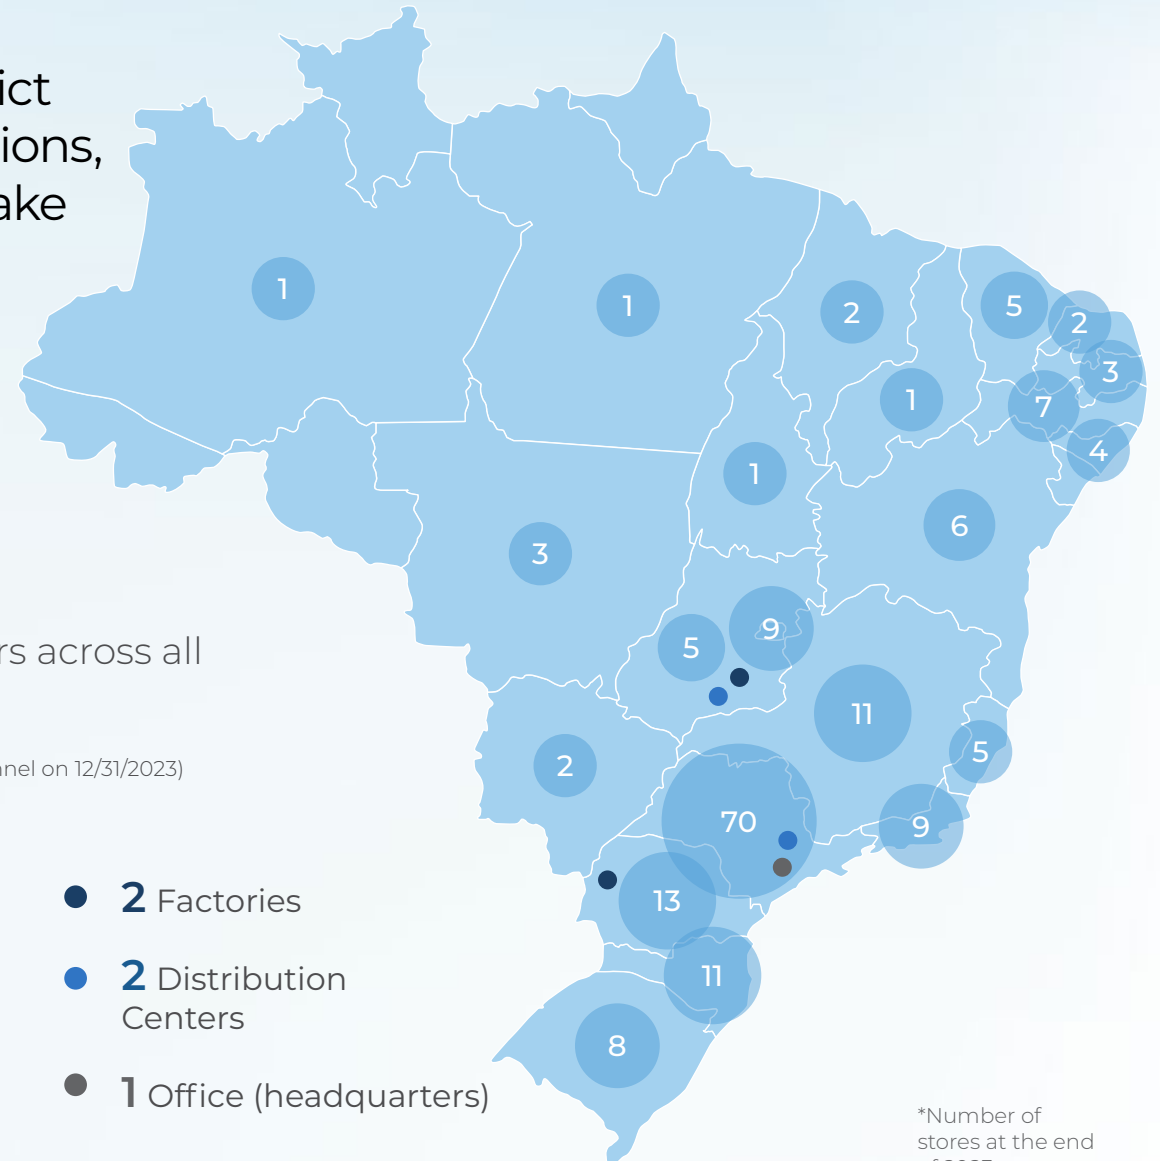 ict
ions,
ake
1
1
2
5
2
3
1
7
4
1
6
3
9
5
11
5
2
70
9
13
11
8
rs across all
nel on 12/31/2023)
2 Factories
2 Distribution
Centers
1 Office (headquarters)
*Number of
stores at the end